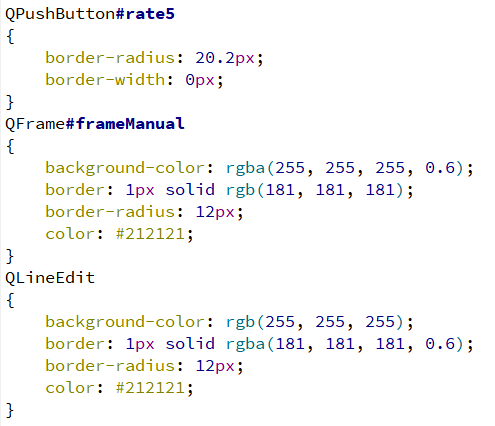 QPushButton#rate5
{
    border-radius: 20.2px;
    border-width: 0px;
}
QFrame#frameManual
{
    background-color: rgba(255, 255, 255, 0.6);
    border: 1px solid rgb(181, 181, 181);
    border-radius: 12px;
    color: #212121;
}
QLineEdit
{
    background-color: rgb(255, 255, 255);
    border: 1px solid rgba(181, 181, 181, 0.6);
    border-radius: 12px;
    color: #212121;
}